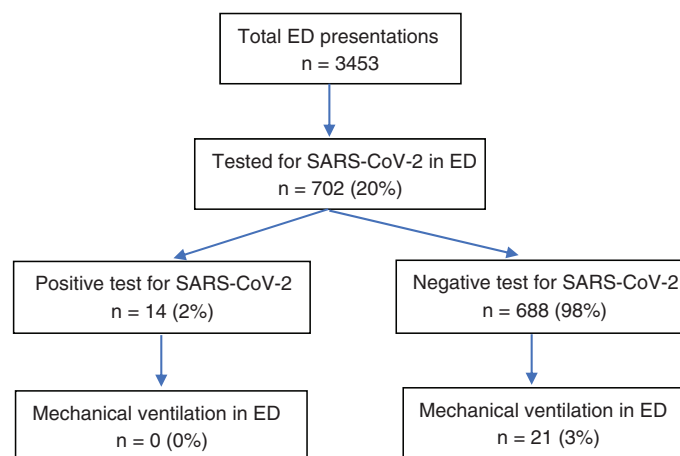 Total ED presentations
n = 3453
Tested for SARS-CoV-2 in ED
n = 702 (20%)
Positive test for SARS-CoV-2
n = 14 (2%)
Negative test for SARS-CoV-2
n = 688 (98%)
Mechanical ventilation in ED
n = 0 (0%)
Mechanical ventilation in ED
n = 21 (3%)